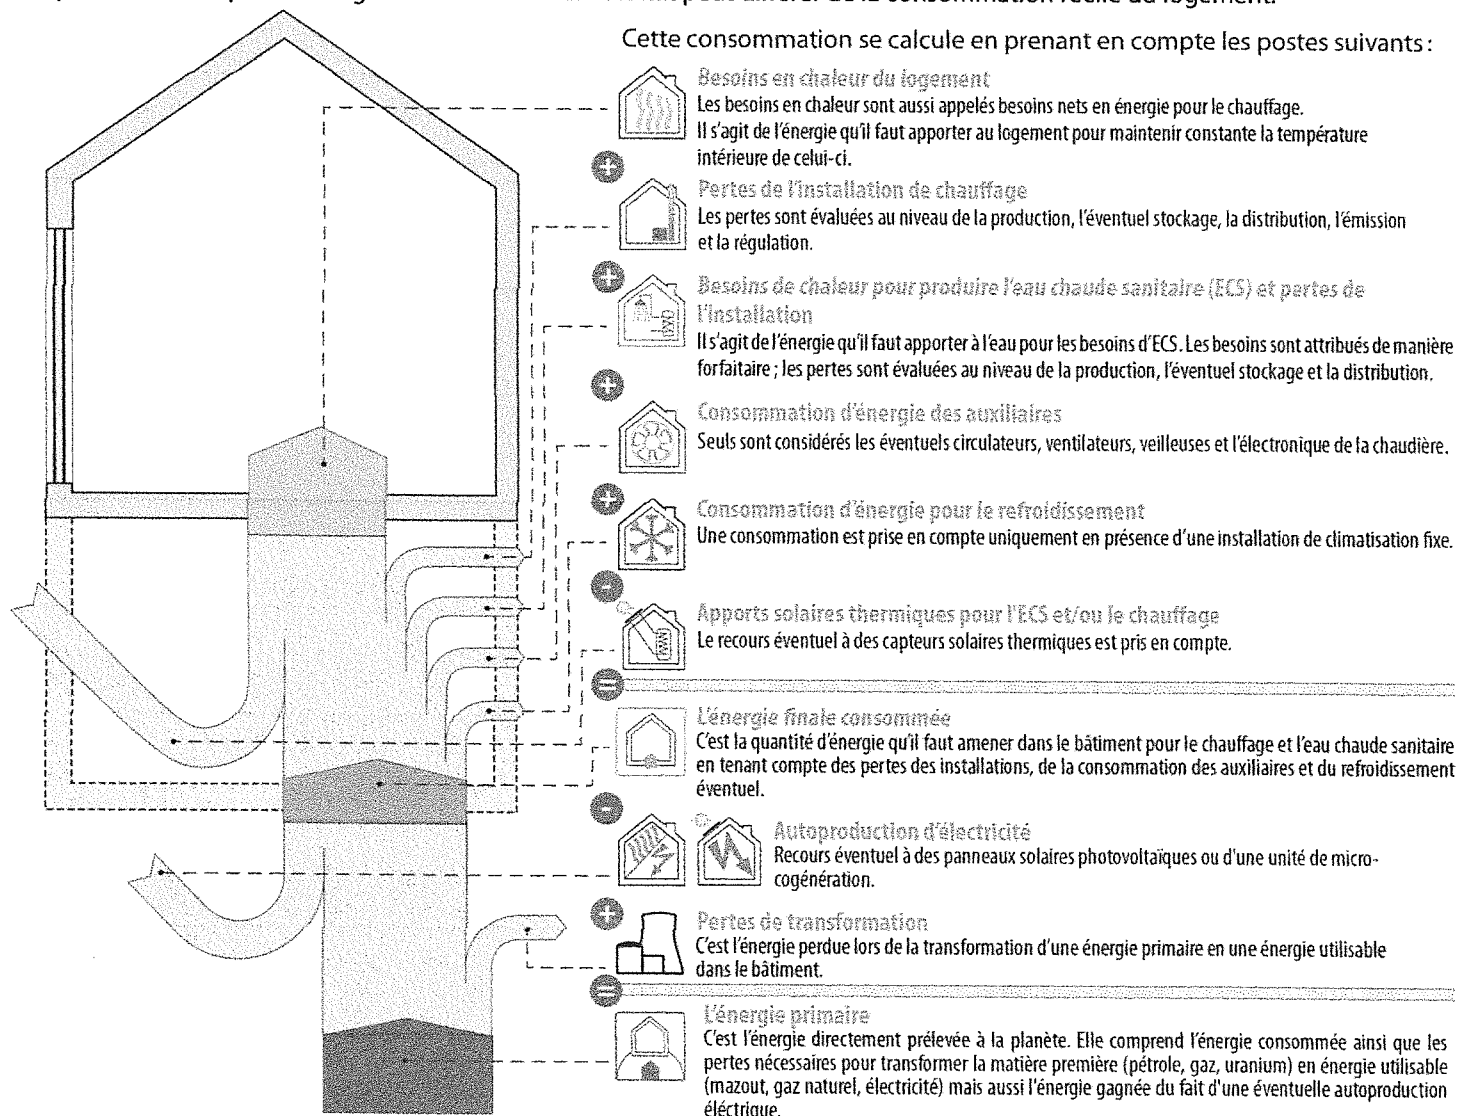 Cette consommation se calcule en prenant en compte les postes suivants :
Besoins en chaleur du logement
Les besoins en chaleur sont aussi appelés besoins nets en énergie pour le chauffage.
Il s'agit de l'énergie qu'il faut apporter au logement pour maintenir constante la température
intérieure de celui-ci.
+
Pertes de l'installation de chauffage
Les pertes sont évaluées au niveau de la production, l'éventuel stockage, la distribution, l'émission
et la régulation.
+
Besoins de chaleur pour produire l'eau chaude sanitaire (ECS) et pertes de
l'installation
Il s'agit de l'énergie qu'il faut apporter à l'eau pour les besoins d'ECS. Les besoins sont attribués de manière
forfaitaire ; les pertes sont évaluées au niveau de la production, l'éventuel stockage et la distribution.
+
Consommation d'énergie des auxiliaires
Seuls sont considérés les éventuels circulateurs, ventilateurs, veilleuses et l'électronique de la chaudière.
+
Consommation d'énergie pour le refroidissement
Une consommation est prise en compte uniquement en présence d'une installation de climatisation fixe.
-
Apports solaires thermiques pour l'ECS et/ou le chauffage
Le recours éventuel à des capteurs solaires thermiques est pris en compte.
=
L'énergie finale consommée
C'est la quantité d'énergie qu'il faut amener dans le bâtiment pour le chauffage et l'eau chaude sanitaire
en tenant compte des pertes des installations, de la consommation des auxiliaires et du refroidissement
éventuel.
-
Autoproduction d'électricité
Recours éventuel à des panneaux solaires photovoltaïques ou d'une unité de micro-
cogénération.
+
Pertes de transformation
C'est l'énergie perdue lors de la transformation d'une énergie primaire en une énergie utilisable
dans le bâtiment.
=
L'énergie primaire
C'est l'énergie directement prélevée à la planète. Elle comprend l'énergie consommée ainsi que les
pertes nécessaires pour transformer la matière première (pétrole, gaz, uranium) en énergie utilisable
(mazout, gaz naturel, électricité) mais aussi l'énergie gagnée du fait d'une éventuelle autoproduction
éléctrique.